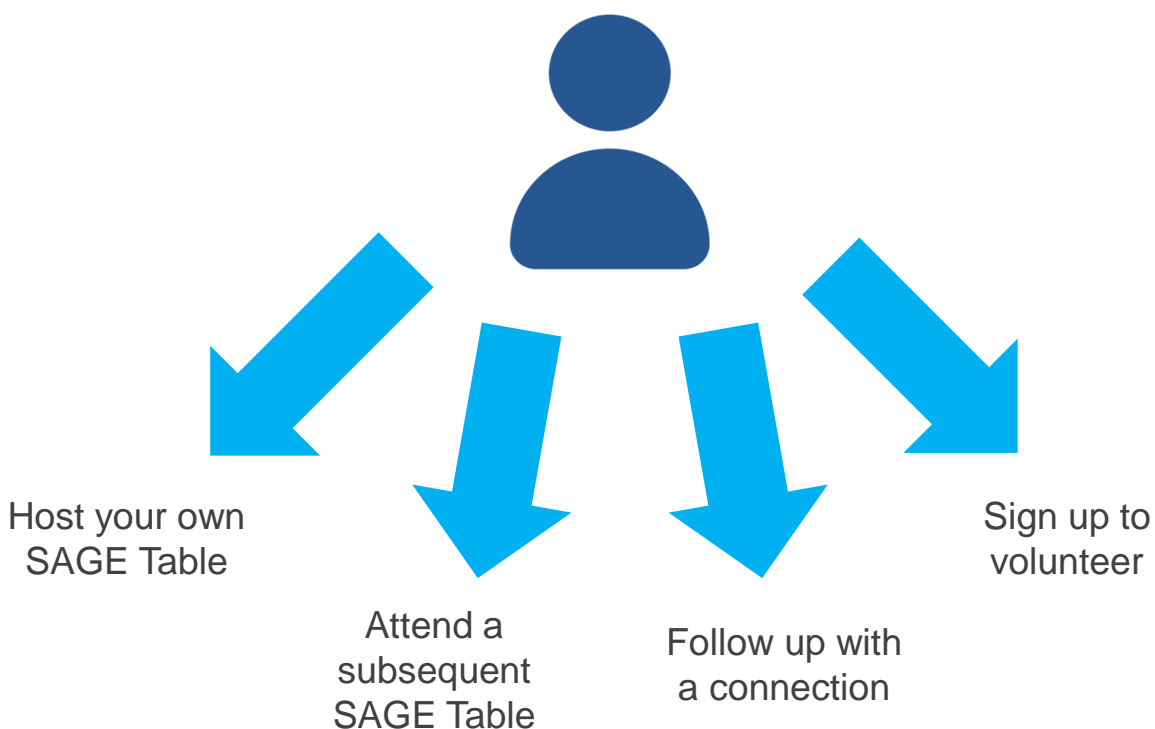 Host your own
SAGE Table
Attend a
subsequent
SAGE Table
Follow up with
a connection
Sign up to
volunteer